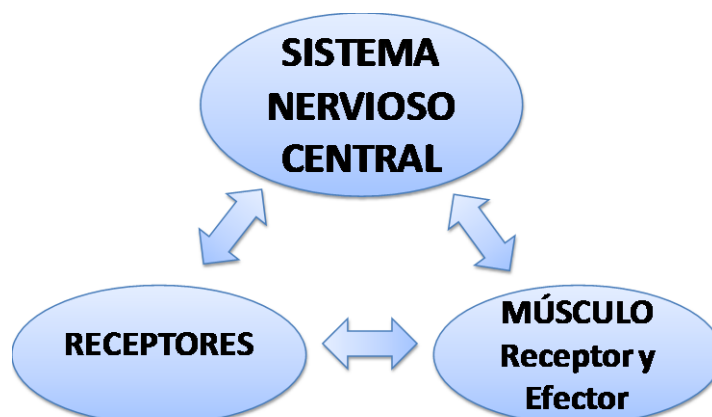 SISTEMA
NERVIOSO
CENTRAL
RECEPTORES
MÚSCULO
Receptor y
Efector